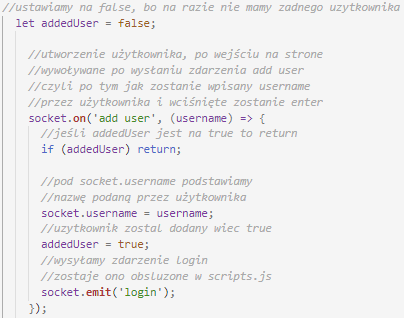 //ustawiamy na false, bo na razie nie mamy zadnego uzytkownika
let addedUser = false;
//utworzenie użytkownika, po wejściu na strone
//wywoływane po wystaniu zdarzenia add user
//czyli po tym jak zostanie wpisany username
//przez użytkownika i wciśnięte zostanie enter
socket.on('add user', (username) => {
//jeśli addedUser jest na true to return
if (addedUser) return;
//pod socket.username podstawiamy
//nazwę podaną przez użytkownika
socket.username = username;
//uzytkownik zostal dodany wiec true
addedUser = true;
//wysyłamy zdarzenie login
//zostaje ono obsluzone w scripts.js
socket.emit('login');
});